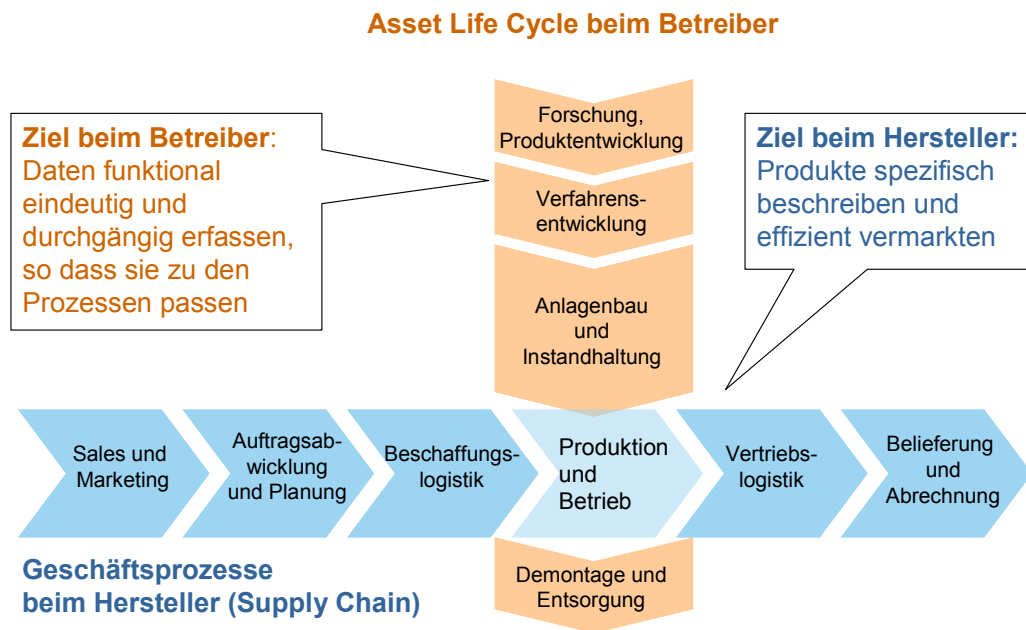 Asset Life Cycle beim Betreiber
Ziel beim Betreiber:
Daten funktional
eindeutig und
durchgängig erfassen,
so dass sie zu den
Prozessen passen
Forschung,
Produktentwicklung
Verfahrens-
entwicklung
Anlagenbau
und
Instandhaltung
Ziel beim Hersteller:
Produkte spezifisch
beschreiben und
effizient vermarkten
Sales und
Marketing
Auftragsab-
wicklung
und Planung
Beschaffungs-
logistik
Produktion
und
Betrieb
Vertriebs-
logistik
Belieferung
und
Abrechnung
Geschäftsprozesse
beim Hersteller (Supply Chain)
Demontage und
Entsorgung